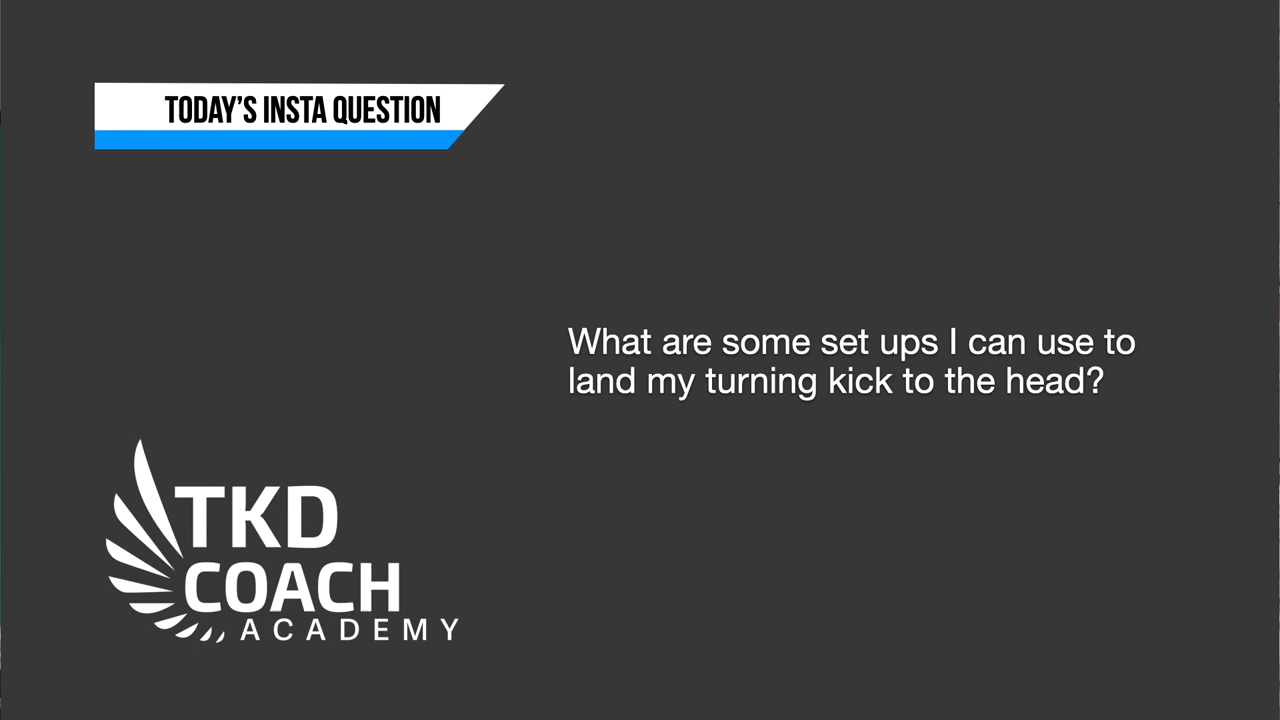 TODAY'S INSTA QUESTION
What are some set ups I can use to
land my turning kick to the head?
TKD
COACH
ACADEMY